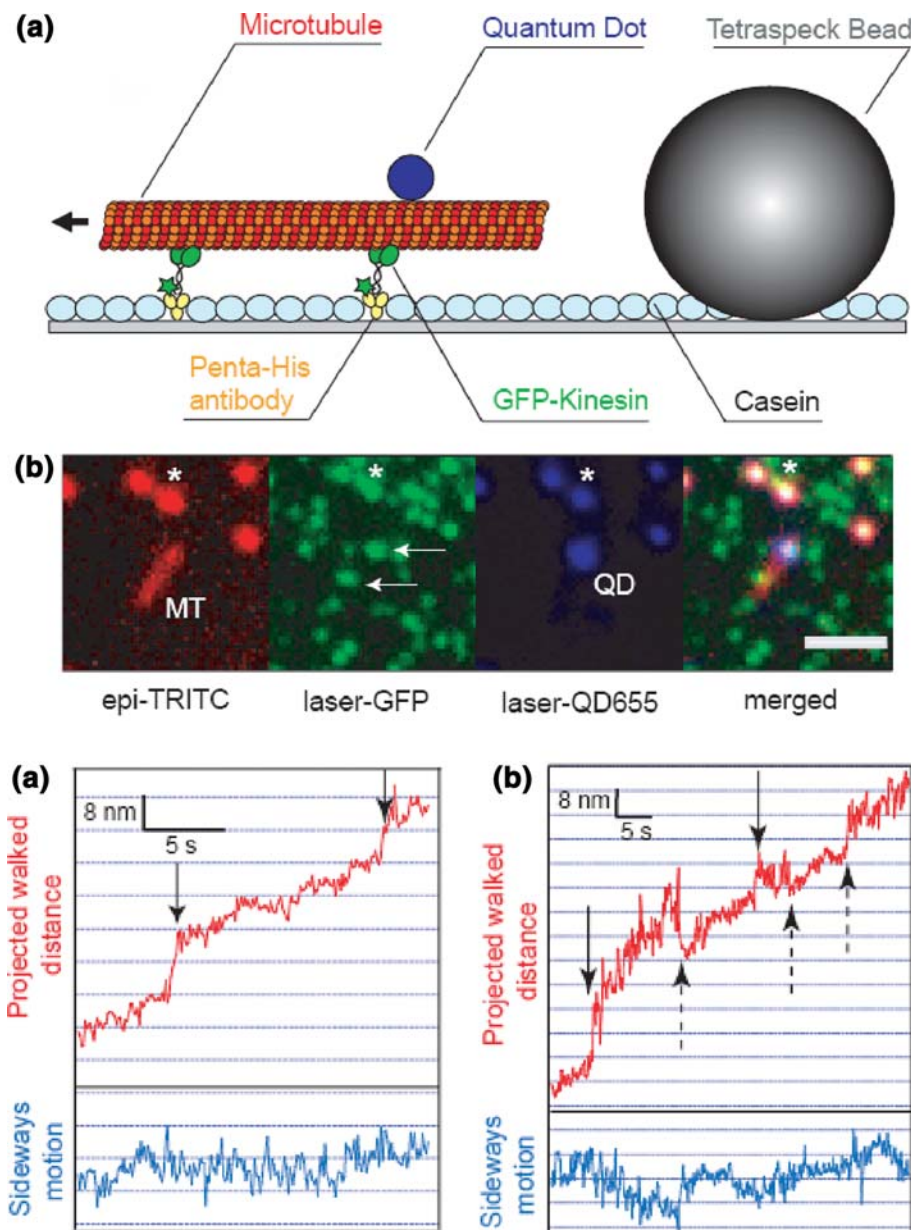 (a)
Microtubule
Quantum Dot
Tetraspeck Bead
Penta-His
antibody
GFP-Kinesin
Casein
(b)
*
*
*
*
MT
QD
epi-TRITC
laser-GFP
laser-QD655
merged
(a)
8 nm
5 s
Projected walked
distance
Sideways
motion
(b)
8 nm
5 s
Projected walked
distance
Sideways
motion